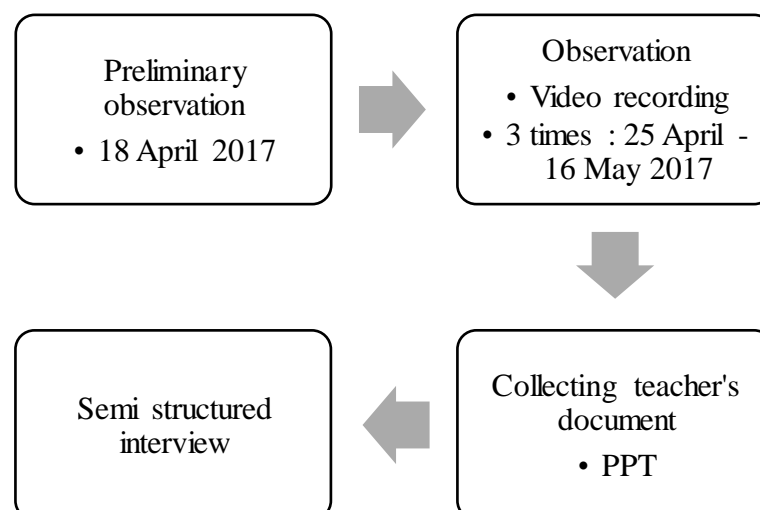 Preliminary
observation
• 18 April 2017
Observation
• Video recording
• 3 times : 25 April -
16 May 2017
Collecting teacher's
document
• PPT
Semi structured
interview